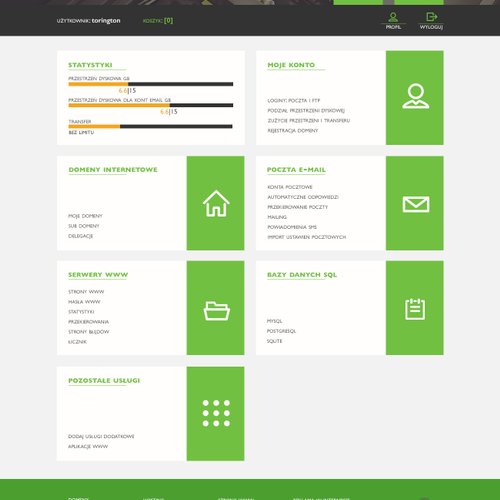 UŻYTKOWNIK: torington
KOSZYK: [0]
PROFIL
WYLOGUJ
STATYSTYKI
PRZESTRZEŃ DYSKOWA GB
6.6|15
PRZESTRZEŃ DYSKOWA DLA KONT EMAIL GB
6.6|15
TRANSFER
BEZ LIMITU
MOJE KONTO
LOGINY: POCZTA I FTP
PODZIAŁ PRZESTRZENI DYSKOWEJ
ZUŻYCIE PRZESTRZENI I TRANSFERU
REJESTRACJA DOMENY
DOMENY INTERNETOWE
MOJE DOMENY
SUB DOMENY
DELEGACJE
POCZTA E-MAIL
KONTA POCZTOWE
AUTOMATYCZNE ODPOWIEDZI
PRZEKIEROWANIE POCZTY
MAILING
POWIADOMIENIA SMS
IMPORT USTAWIEŃ POCZTOWYCH
SERWERY WWW
STRONY WWW
HASŁA WWW
STATYSTYKI
PRZEKIEROWANIA
STRONY BŁĘDÓW
LICZNIK
BAZY DANYCH SQL
MYSQL
POSTGRESQL
SQLITE
POZOSTAŁE USŁUGI
DODAJ USŁUGI DODATKOWE
APLIKACJE WWW